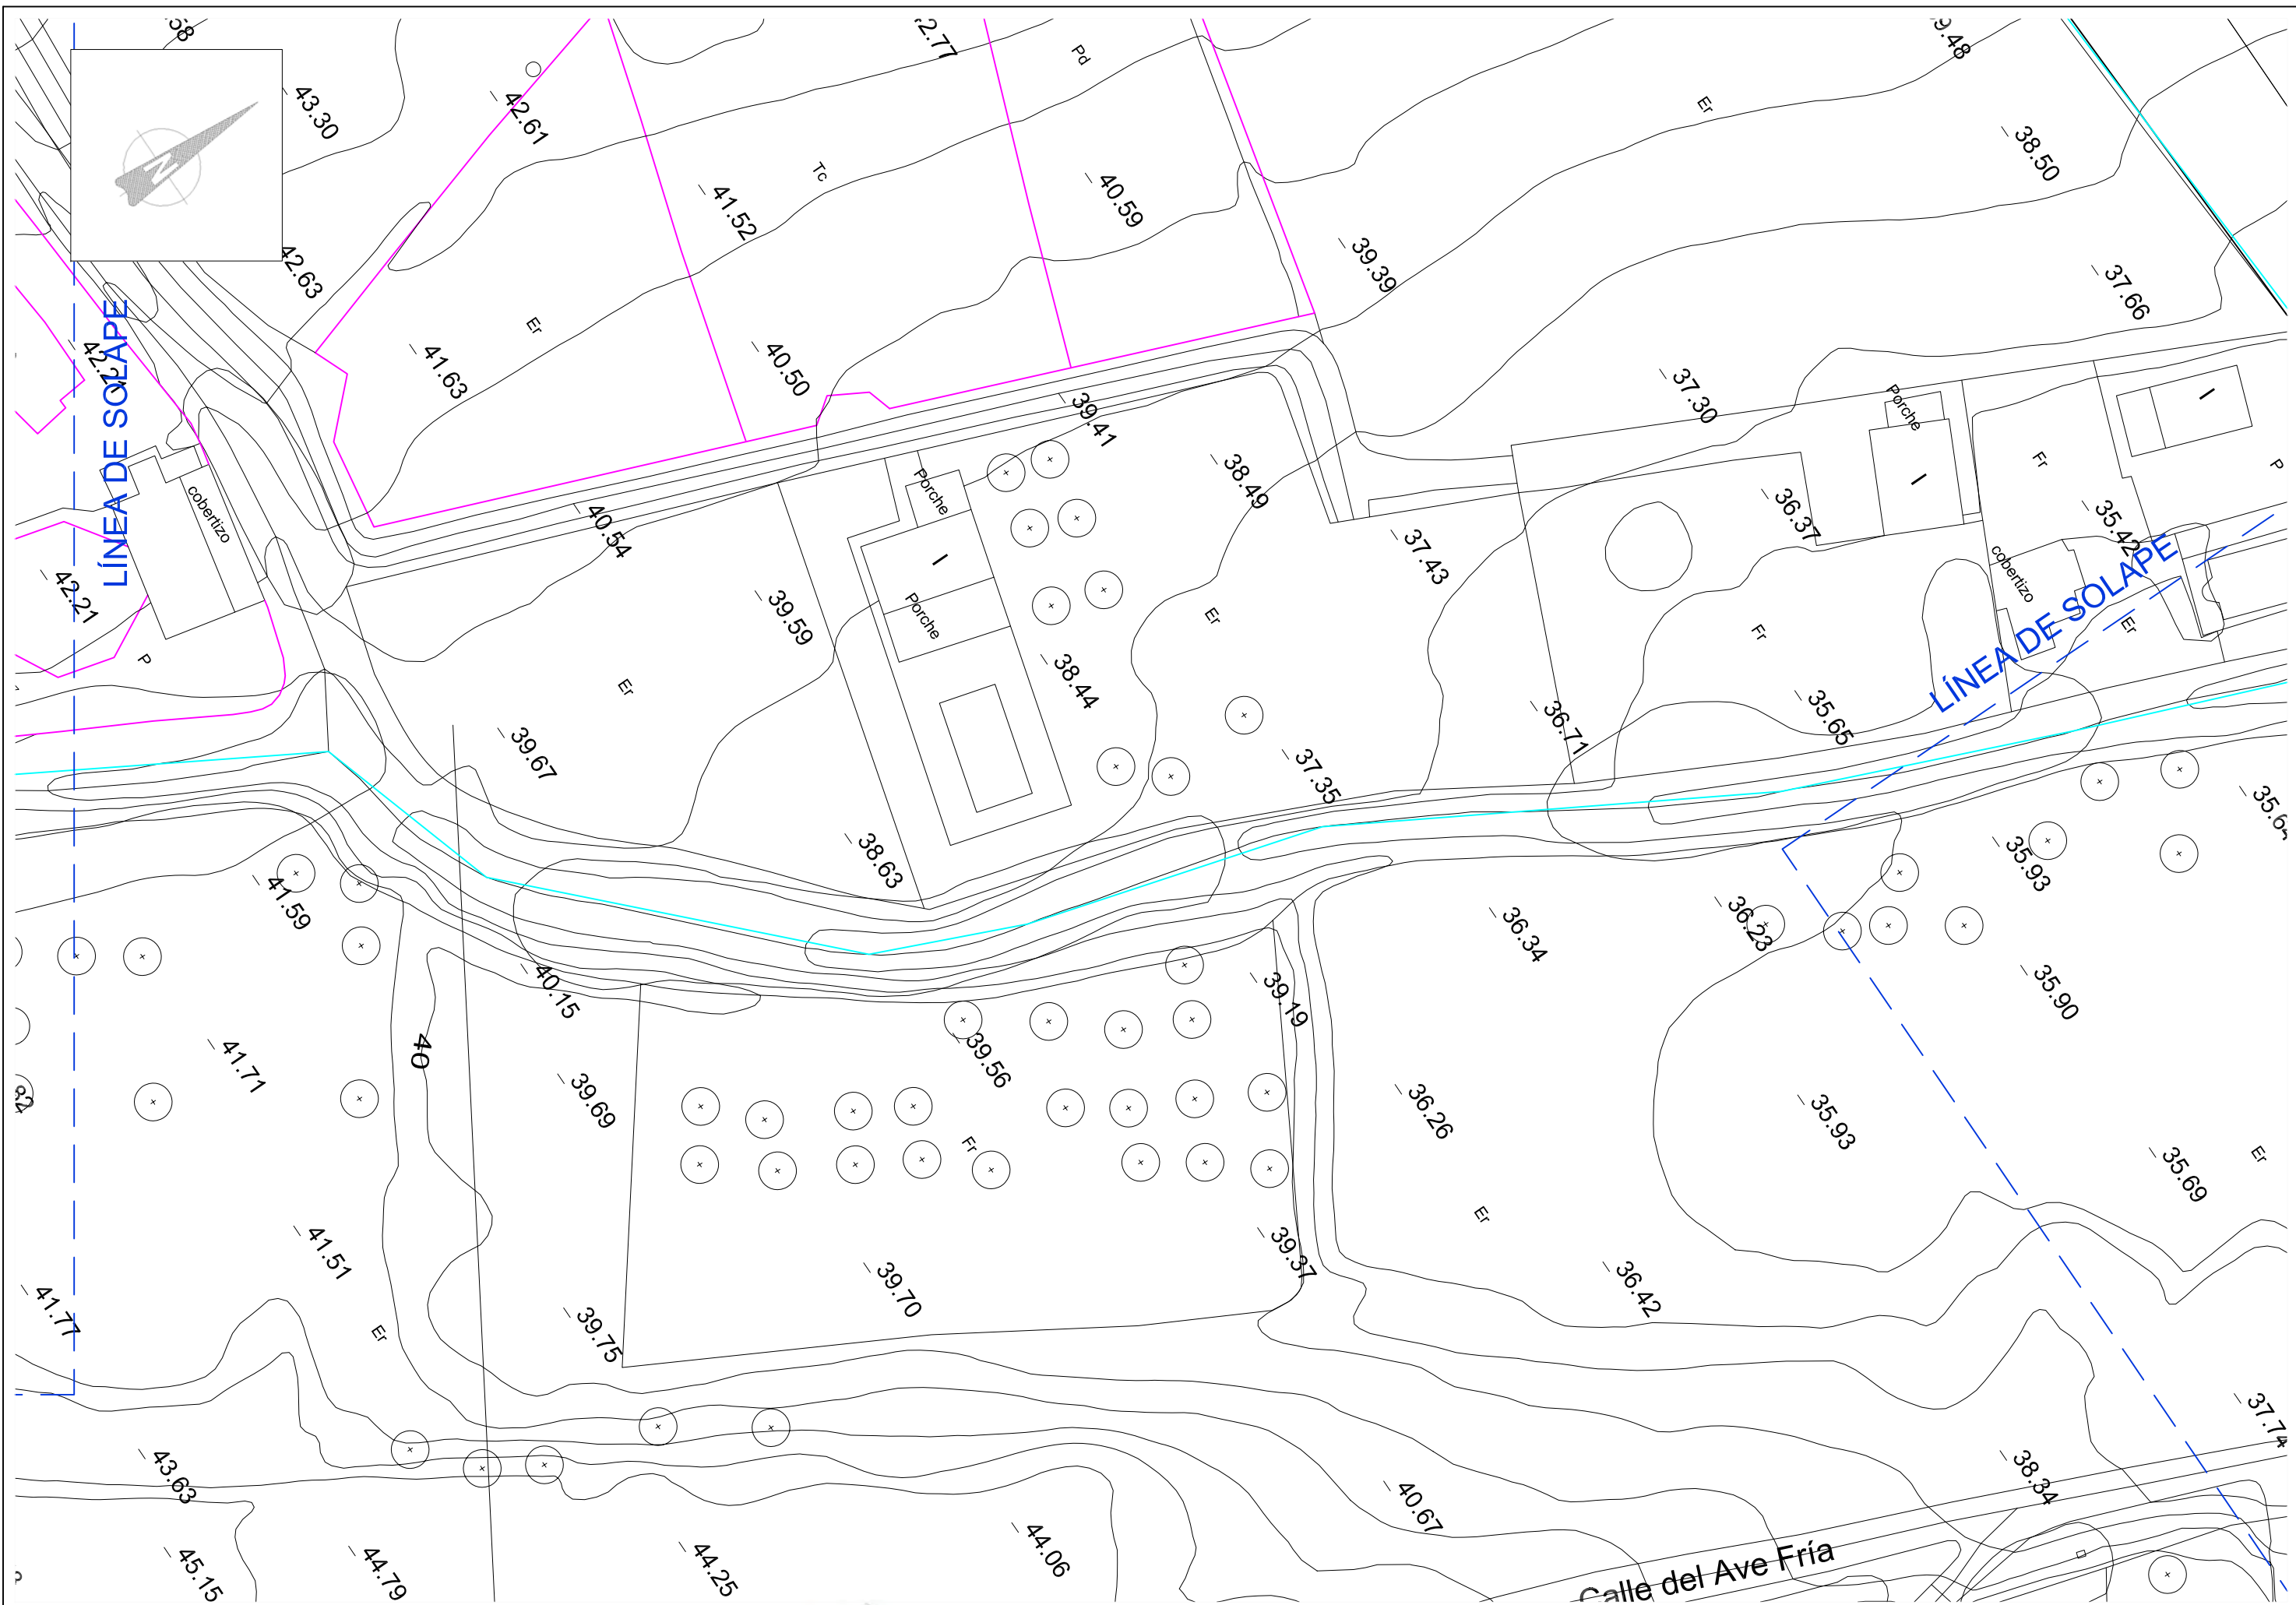 43.30
42.61
Pd
Er
38.50
Tc
41.52
40.59
39.39
42.63
37.66
LÍNEA DE SOLAPE
Er
41.63
40.50
39.41
37.30
Porche
I
I
Fr
P
38.49
Porche
cobertizo
40.54
I
37.43
36.37
35.42
42.21
39.59
Porche
Er
cobertizo
LÍNEA DE SOLAPE
Er
P
Er
38.44
Fr
39.67
36.71
35.65
37.35
38.63
35.93
41.59
36.34
36.23
40.15
39.19
35.90
41.71
40
39.56
39.69
36.26
35.93
Fr
35.69
Er
Er
41.51
39.37
39.70
36.42
41.77
Er
39.75
43.63
37.74
38.34
40.67
44.06
45.15
44.79
44.25
Calle del Ave Fría